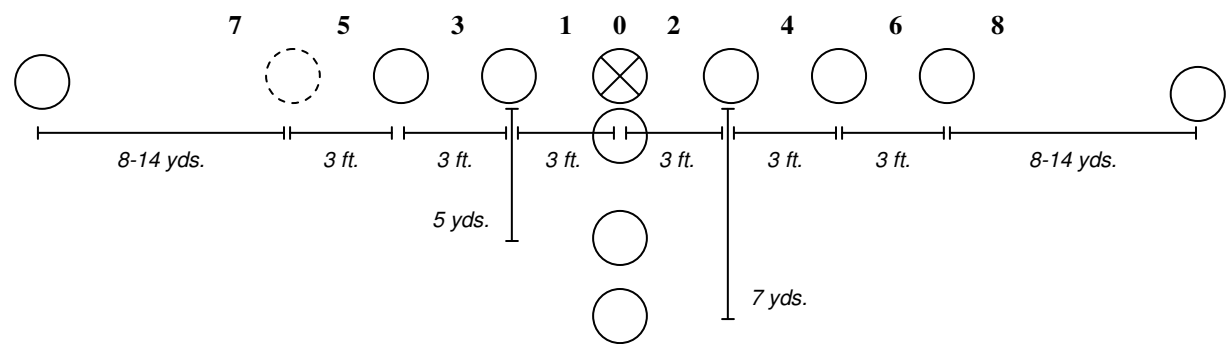 7 5 3 1 0 2 4 6 8
8-14 yds. 3 ft. 3 ft. 3 ft. 3 ft. 3 ft. 3 ft. 8-14 yds.
5 yds.
7 yds.